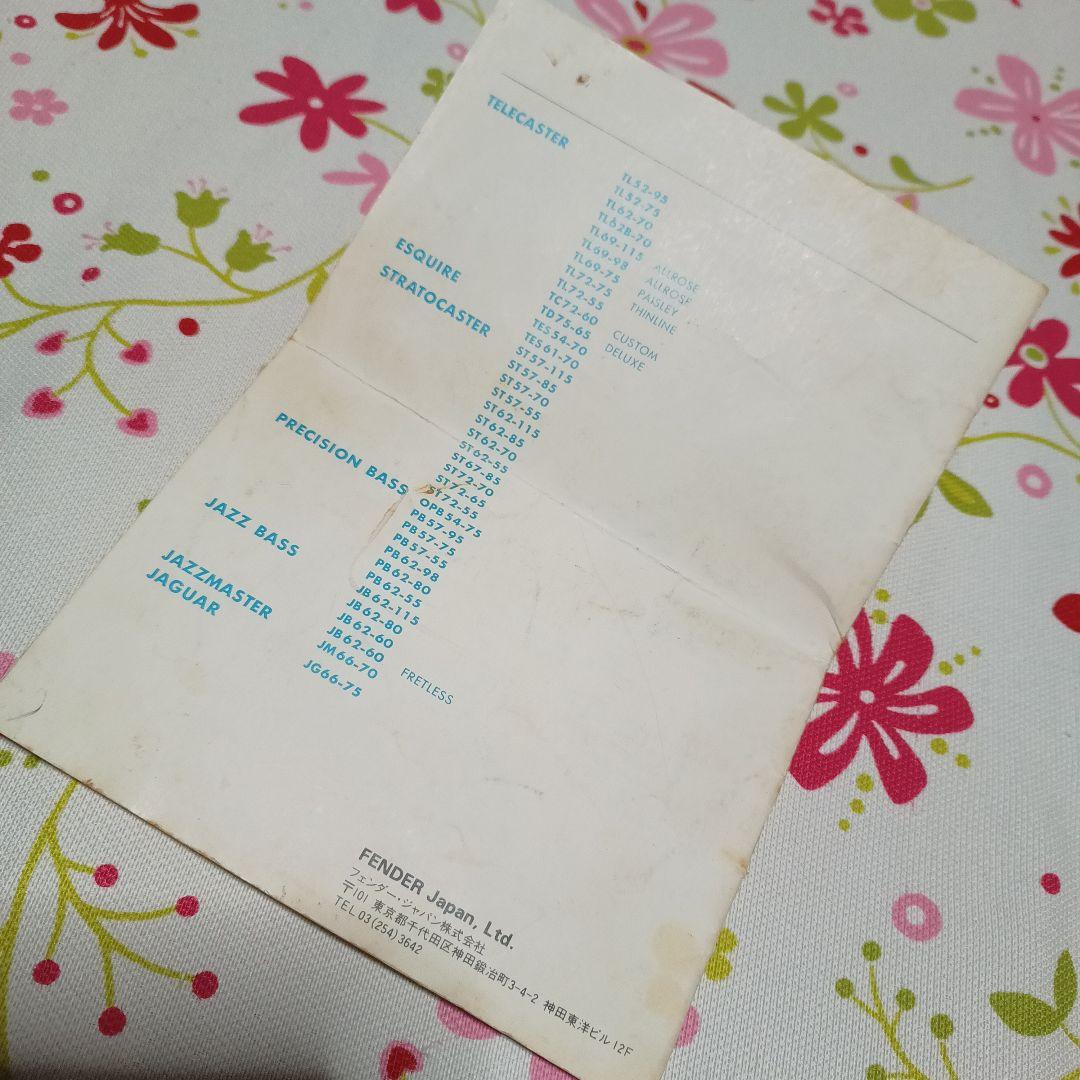 TELECASTER TL52-95
TL52-75
TL62-70
TL62B-70
TL69-115 ALLROSE
TL69-98 ALLROSE
TL69-75 PAISLEY
TL72-75 THINLINE
TL72-55
TC72-60 CUSTOM
TD75-65 DELUXE
ESQUIRE TES54-70
TES61-70
STRATOCASTER ST57-115
ST57-85
ST57-70
ST57-55
ST62-115
ST62-85
ST62-70
ST62-55
ST67-85
ST72-70
ST72-65
ST72-55
PRECISION BASS OPB54-75
PB57-95
PB57-75
PB57-55
PB62-98
PB62-80
PB62-55
JAZZ BASS JB62-115
JB62-80
JB62-60
JB62-60 FRETLESS
JAZZMASTER JM66-70
JAGUAR JG66-75
FENDER Japan, Ltd.
フェンダー・ジャパン株式会社
〒101 東京都千代田区神田鍛冶町3-4-2 神田東洋ビル12F
TEL 03(254)3642